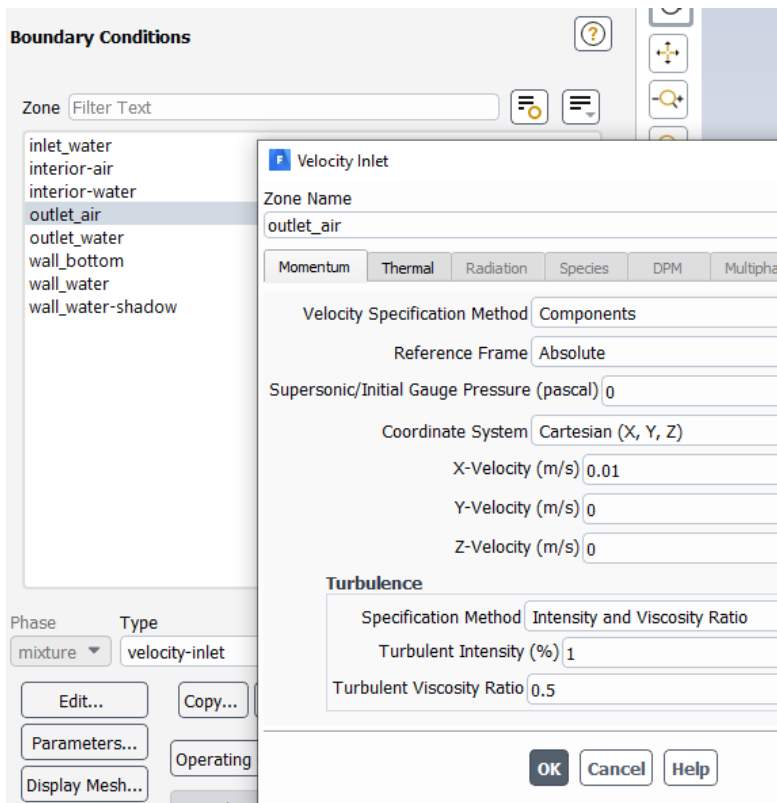 Boundary Conditions
?
Zone Filter Text
inlet_water
interior-air
interior-water
outlet_air
outlet_water
wall_bottom
wall_water
wall_water-shadow
Phase Type
mixture velocity-inlet
Edit... Copy...
Parameters...
Operating
Display Mesh...
F Velocity Inlet
Zone Name
outlet_air
Momentum Thermal Radiation Species DPM Multipha
Velocity Specification Method Components
Reference Frame Absolute
Supersonic/Initial Gauge Pressure (pascal) 0
Coordinate System Cartesian (X, Y, Z)
X-Velocity (m/s) 0.01
Y-Velocity (m/s) 0
Z-Velocity (m/s) 0
Turbulence
Specification Method Intensity and Viscosity Ratio
Turbulent Intensity (%) 1
Turbulent Viscosity Ratio 0.5
OK Cancel Help